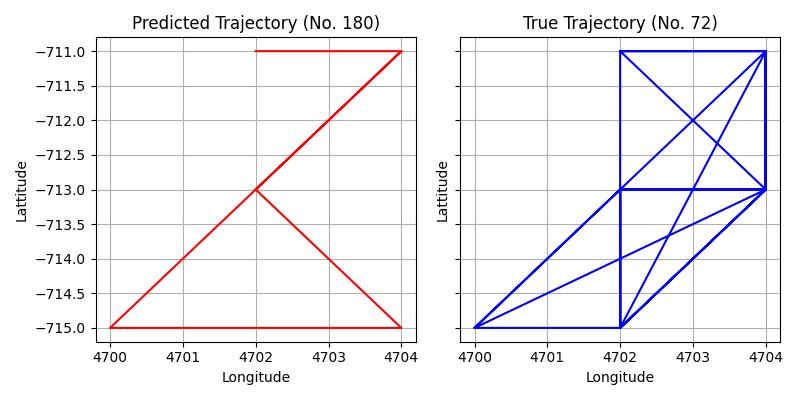 Predicted Trajectory (No. 180)
Lattitude
−711.0
−711.5
−712.0
−712.5
−713.0
−713.5
−714.0
−714.5
−715.0
4700 4701 4702 4703 4704
Longitude
True Trajectory (No. 72)
Lattitude
4700 4701 4702 4703 4704
Longitude